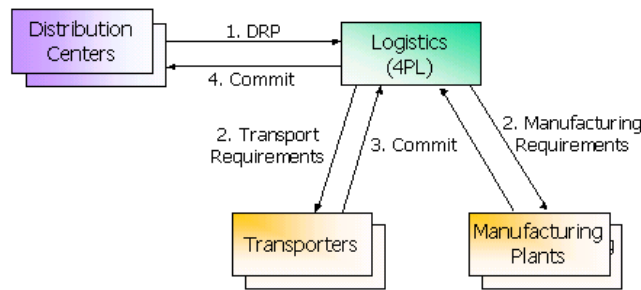 Distribution
Centers
1. DRP
4. Commit
Logistics
(4PL)
2. Transport
Requirements
3. Commit
2. Manufacturing
Requirements
Transporters
Manufacturing
Plants